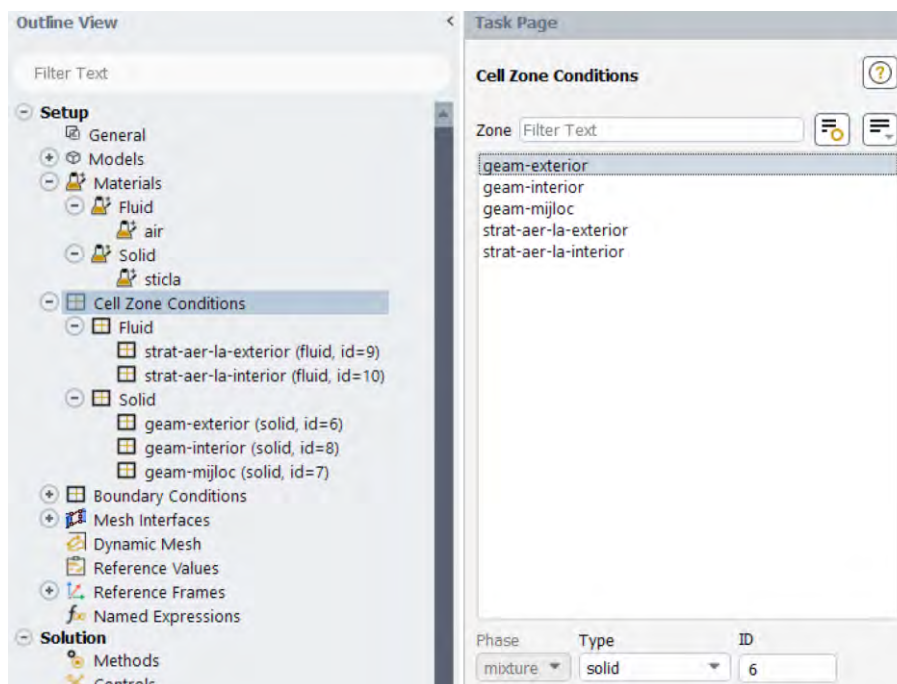 Outline View
Filter Text
Setup
General
Models
Materials
Fluid
air
Solid
sticla
Cell Zone Conditions
Fluid
strat-aer-la-exterior (fluid, id=9)
strat-aer-la-interior (fluid, id=10)
Solid
geam-exterior (solid, id=6)
geam-interior (solid, id=8)
geam-mijloc (solid, id=7)
Boundary Conditions
Mesh Interfaces
Dynamic Mesh
Reference Values
Reference Frames
Named Expressions
Solution
Methods
Controls
Task Page
Cell Zone Conditions
Zone Filter Text
geam-exterior
geam-interior
geam-mijloc
strat-aer-la-exterior
strat-aer-la-interior
Phase Type ID
mixture solid 6